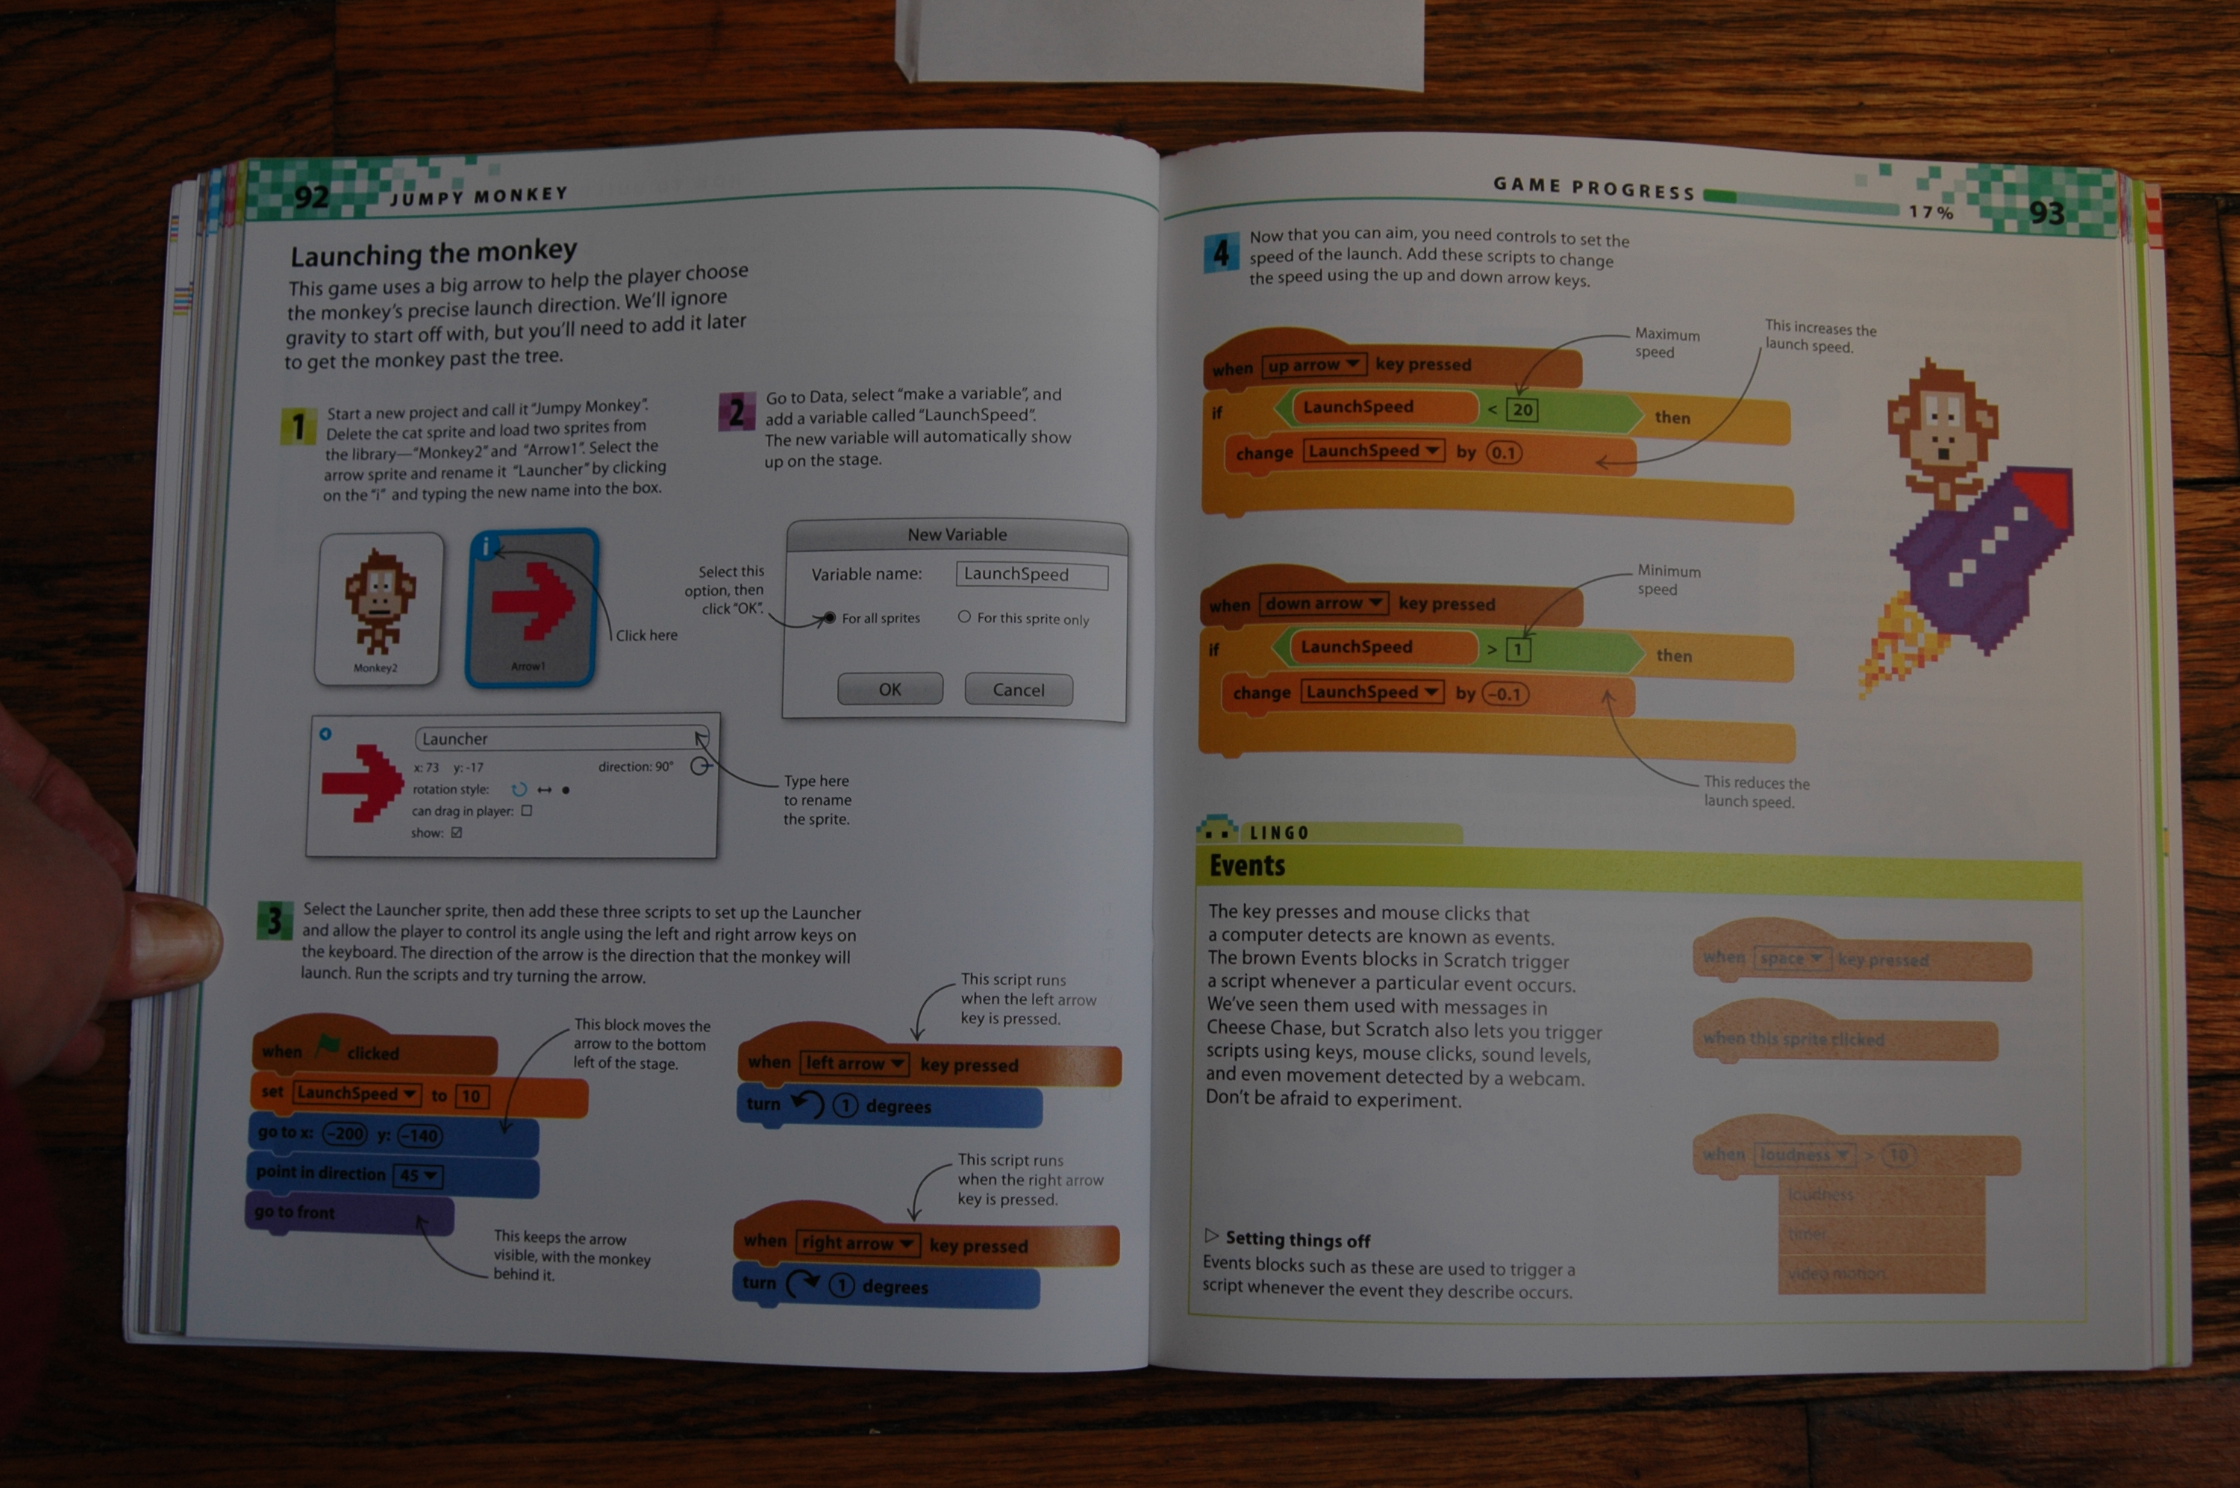 92 JUMPY MONKEY
Launching the monkey
This game uses a big arrow to help the player choose
the monkey's precise launch direction. We'll ignore
gravity to start off with, but you'll need to add it later
to get the monkey past the tree.
1
Start a new project and call it "Jumpy Monkey".
Delete the cat sprite and load two sprites from
the library—"Monkey2" and "Arrow1". Select the
arrow sprite and rename it "Launcher" by clicking
on the "i" and typing the new name into the box.
2
Go to Data, select "make a variable", and
add a variable called "LaunchSpeed".
The new variable will automatically show
up on the stage.
i
Monkey2
Arrow1
Click here
Select this
option, then
click "OK".
New Variable
Variable name: LaunchSpeed
For all sprites For this sprite only
OK Cancel
Launcher
x: 73 y: -17 direction: 90°
rotation style:
can drag in player:
show:
Type here
to rename
the sprite.
3
Select the Launcher sprite, then add these three scripts to set up the Launcher
and allow the player to control its angle using the left and right arrow keys on
the keyboard. The direction of the arrow is the direction that the monkey will
launch. Run the scripts and try turning the arrow.
when clicked
set LaunchSpeed to 10
go to x: -200 y: -140
point in direction 45
go to front
This block moves the
arrow to the bottom
left of the stage.
This keeps the arrow
visible, with the monkey
behind it.
This script runs
when the left arrow
key is pressed.
when left arrow key pressed
turn 1 degrees
This script runs
when the right arrow
key is pressed.
when right arrow key pressed
turn 1 degrees
GAME PROGRESS 17% 93
4
Now that you can aim, you need controls to set the
speed of the launch. Add these scripts to change
the speed using the up and down arrow keys.
when up arrow key pressed
if LaunchSpeed < 20 then
change LaunchSpeed by 0.1
Maximum
speed
This increases the
launch speed.
when down arrow key pressed
if LaunchSpeed > 1 then
change LaunchSpeed by -0.1
Minimum
speed
This reduces the
launch speed.
LINGO
Events
The key presses and mouse clicks that
a computer detects are known as events.
The brown Events blocks in Scratch trigger
a script whenever a particular event occurs.
We've seen them used with messages in
Cheese Chase, but Scratch also lets you trigger
scripts using keys, mouse clicks, sound levels,
and even movement detected by a webcam.
Don't be afraid to experiment.
▷ Setting things off
Events blocks such as these are used to trigger a
script whenever the event they describe occurs.
when space key pressed
when this sprite clicked
when loudness > 10
loudness
timer
video motion